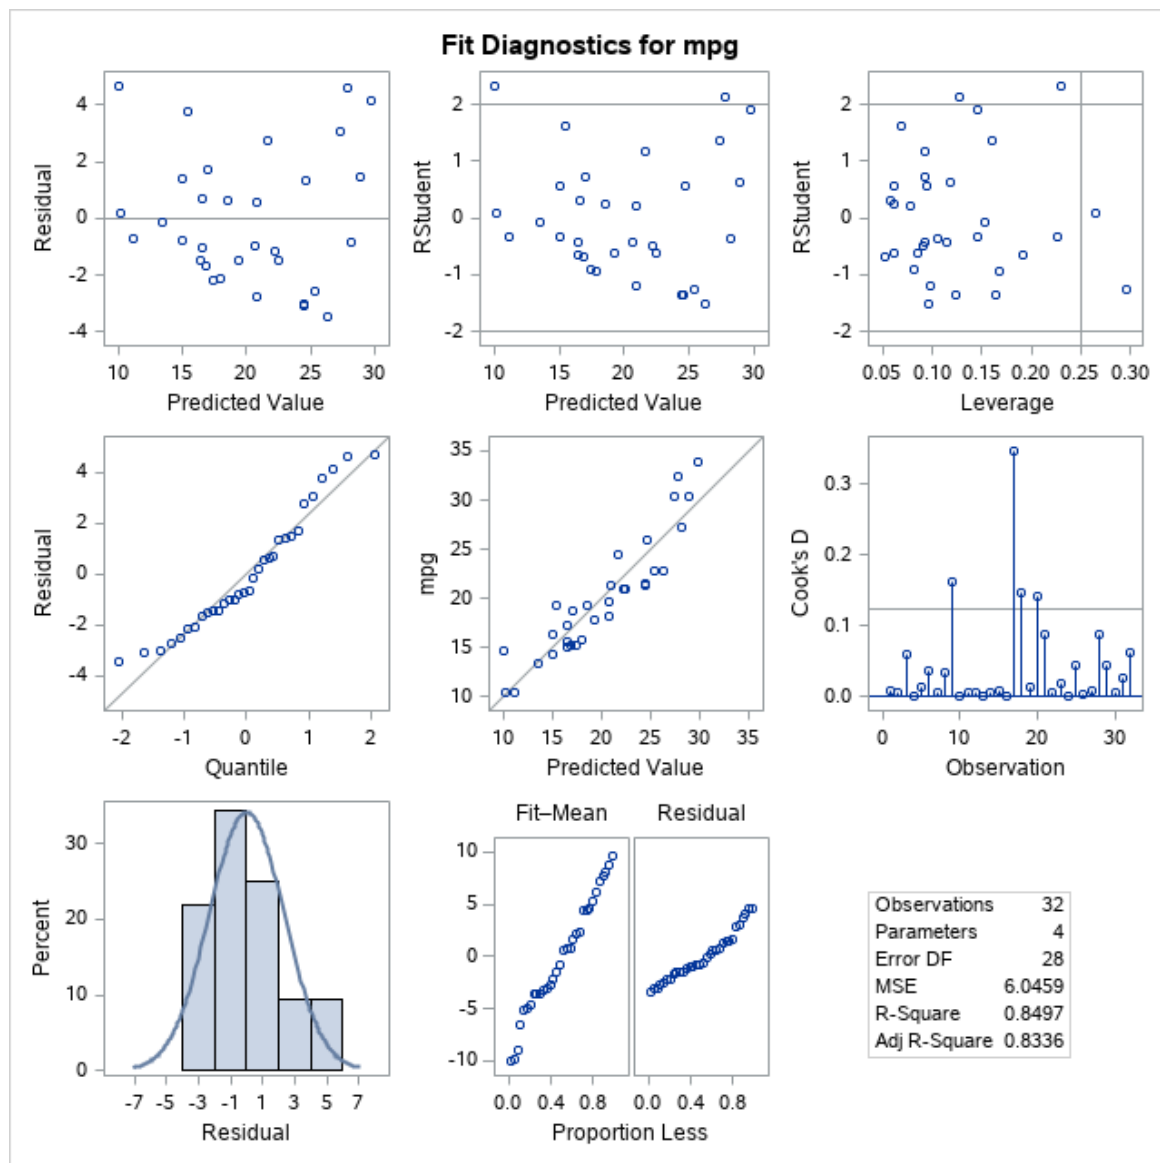 Fit Diagnostics for mpg
Residual
4
2
0
-2
-4
10 15 20 25 30
Predicted Value
RStudent
2
1
0
-1
-2
10 15 20 25 30
Predicted Value
RStudent
2
1
0
-1
-2
0.05 0.10 0.15 0.20 0.25 0.30
Leverage
Residual
4
2
0
-2
-4
-2 -1 0 1 2
Quantile
mpg
35
30
25
20
15
10
10 15 20 25 30 35
Predicted Value
Cook's D
0.3
0.2
0.1
0.0
0 10 20 30
Observation
Percent
30
20
10
0
-7 -5 -3 -1 1 3 5 7
Residual
Fit–Mean Residual
10
5
0
-5
-10
0.0 0.4 0.8 0.0 0.4 0.8
Proportion Less
Observations 32
Parameters 4
Error DF 28
MSE 6.0459
R-Square 0.8497
Adj R-Square 0.8336